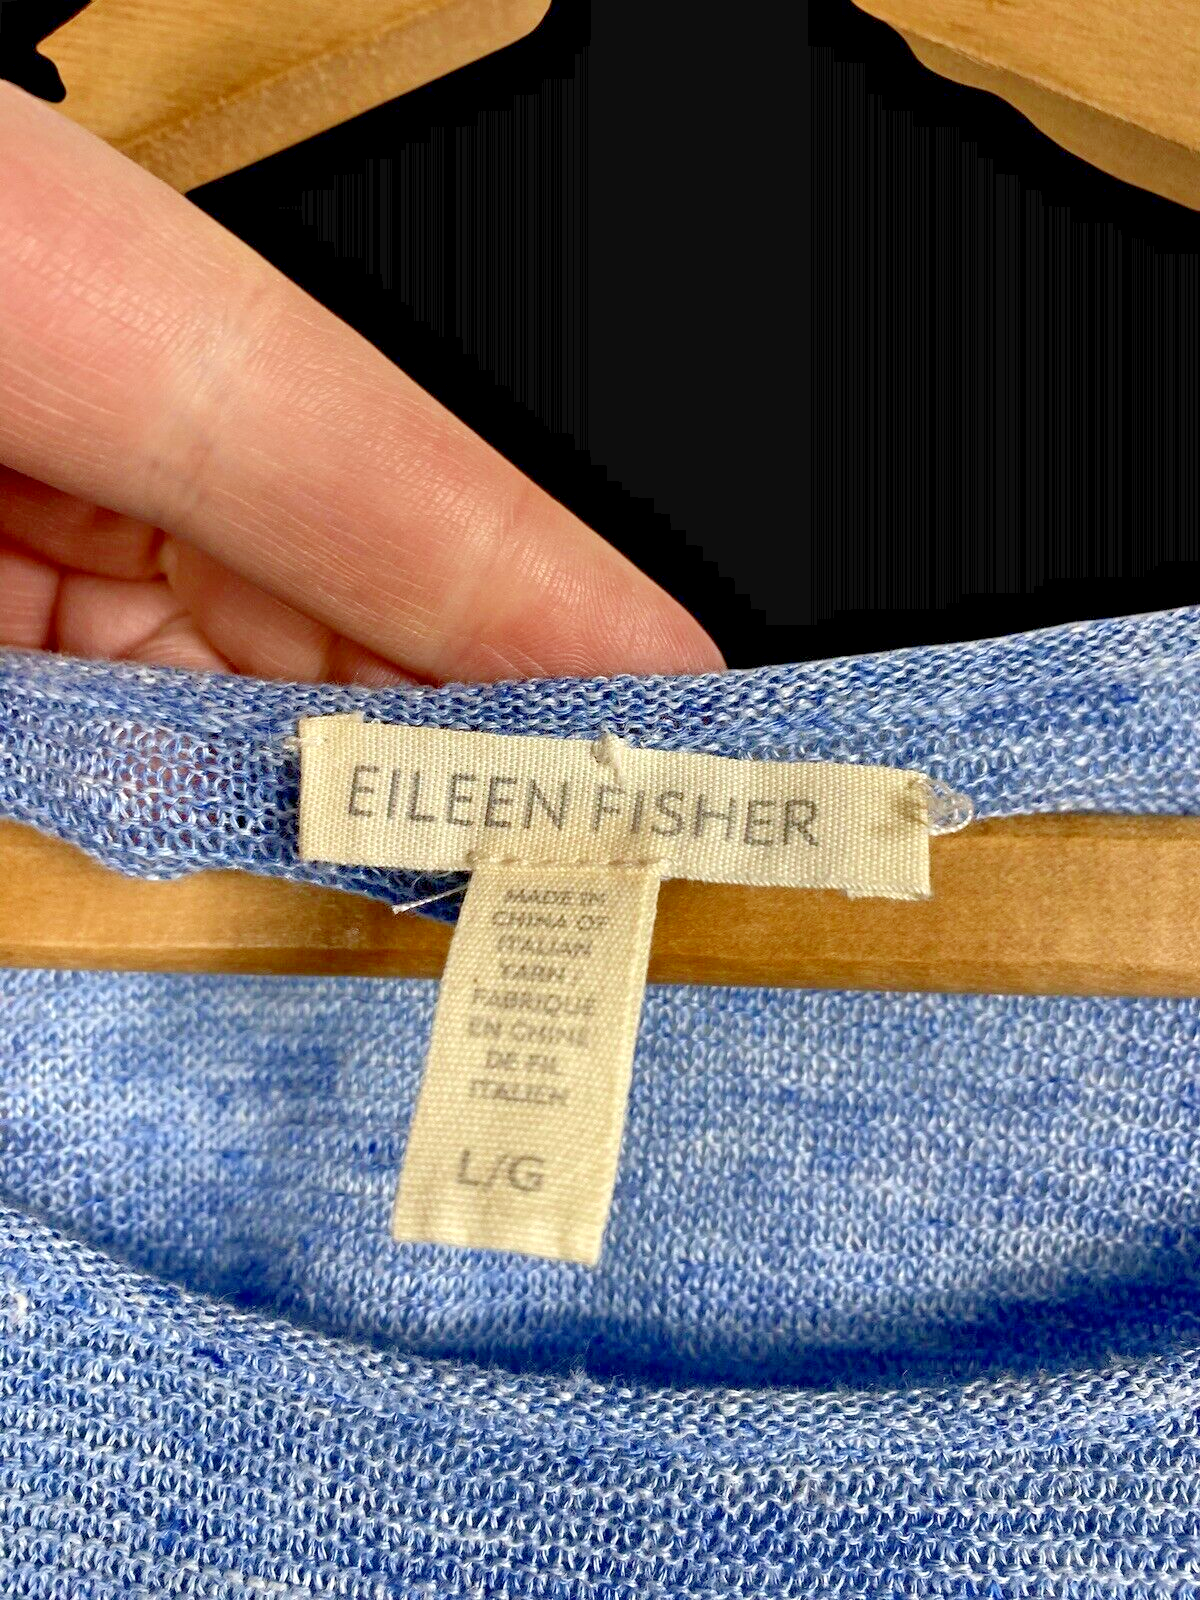 EILEEN FISHER
MADE IN
CHINA OF
ITALIAN
YARN /
FABRIQUE
EN CHINE
DE FIL
ITALIEN
L/G